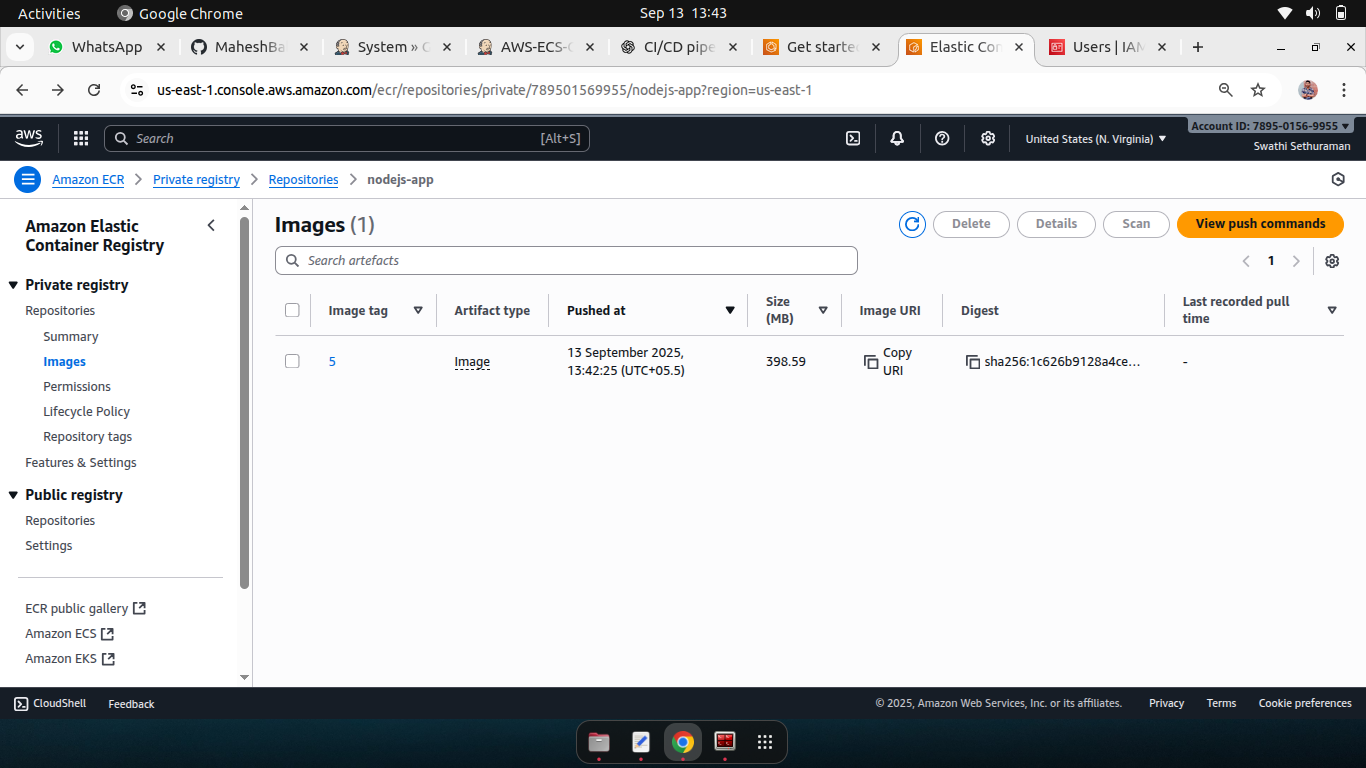 Activities
Google Chrome
Sep 13 13:43
WhatsApp
MaheshBa
System » C
AWS-ECS-C
CI/CD pipe
Get starte
Elastic Con
Users | IAM
us-east-1.console.aws.amazon.com/ecr/repositories/private/789501569955/nodejs-app?region=us-east-1
aws
Search
[Alt+S]
United States (N. Virginia)
Account ID: 7895-0156-9955
Swathi Sethuraman
Amazon ECR
Private registry
Repositories
nodejs-app
Amazon Elastic
Container Registry
Private registry
Repositories
Summary
Images
Permissions
Lifecycle Policy
Repository tags
Features & Settings
Public registry
Repositories
Settings
ECR public gallery
Amazon ECS
Amazon EKS
Images (1)
Delete
Details
Scan
View push commands
Search artefacts
1
Image tag
Artifact type
Pushed at
Size
(MB)
Image URI
Digest
Last recorded pull
time
5
Image
13 September 2025,
13:42:25 (UTC+05.5)
398.59
Copy
URI
sha256:1c626b9128a4ce...
-
CloudShell
Feedback
© 2025, Amazon Web Services, Inc. or its affiliates.
Privacy
Terms
Cookie preferences